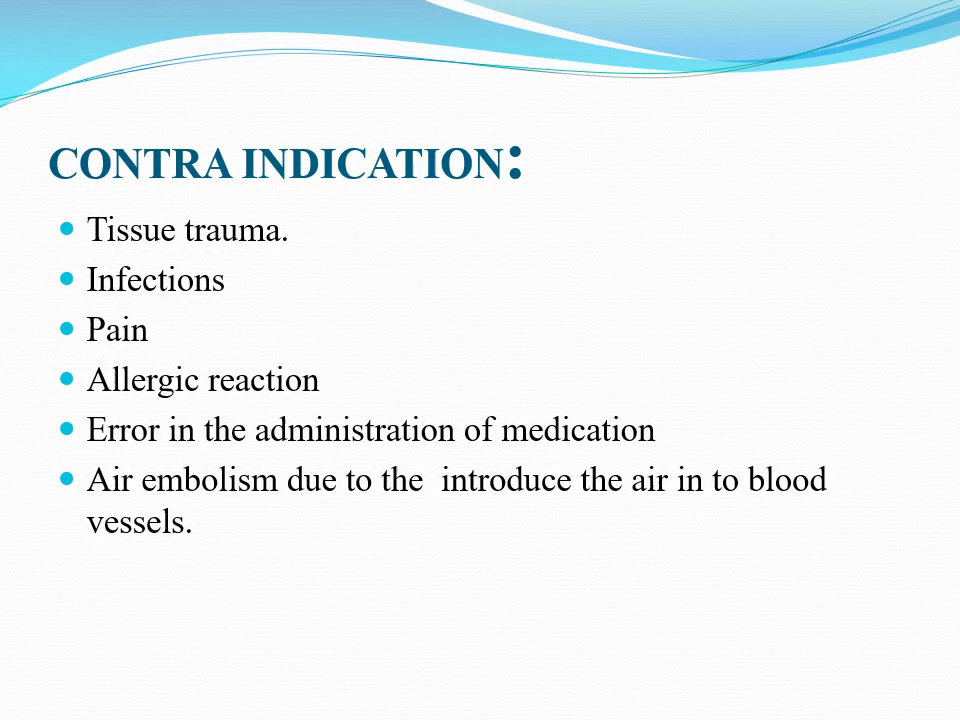 CONTRA INDICATION:
Tissue trauma.
Infections
Pain
Allergic reaction
Error in the administration of medication
Air embolism due to the  introduce the air in to blood
vessels.